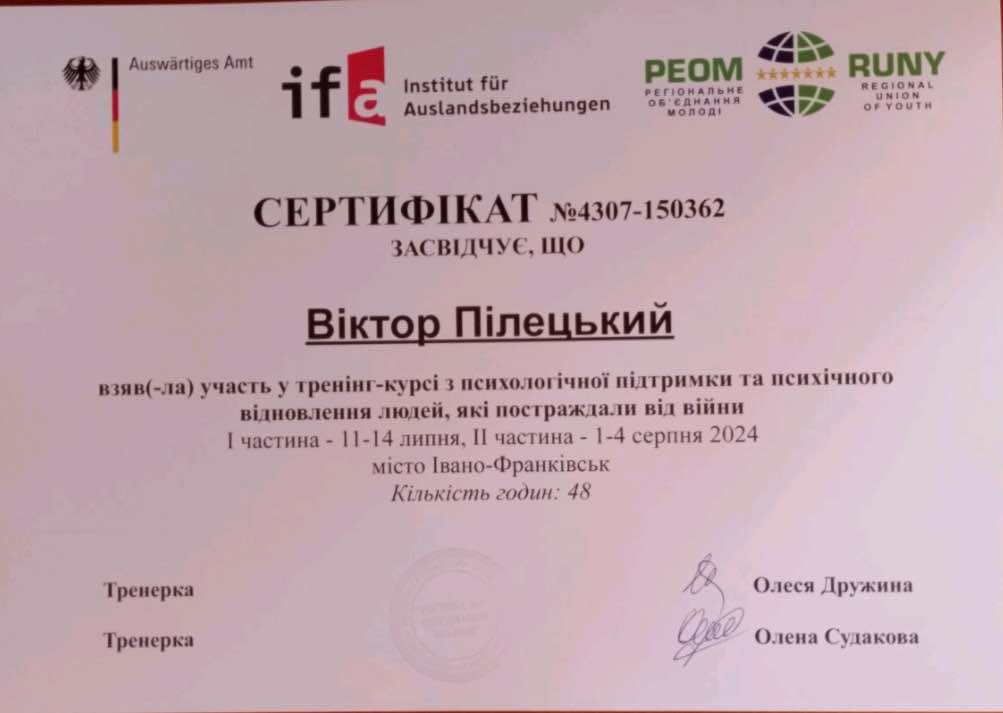 Auswärtiges Amt
ifa
Institut für
Auslandsbeziehungen
РЕОМ
РЕГІОНАЛЬНЕ
ОБ'ЄДНАННЯ
МОЛОДІ
RUNY
REGIONAL
UNION
OF YOUTH
СЕРТИФІКАТ №4307-150362
ЗАСВІДЧУЄ, ЩО
Віктор Пілецький
взяв(-ла) участь у тренінг-курсі з психологічної підтримки та психічного
відновлення людей, які постраждали від війни
І частина - 11-14 липня, ІІ частина - 1-4 серпня 2024
місто Івано-Франківськ
Кількість годин: 48
Тренерка
Олеся Дружина
Тренерка
Олена Судакова